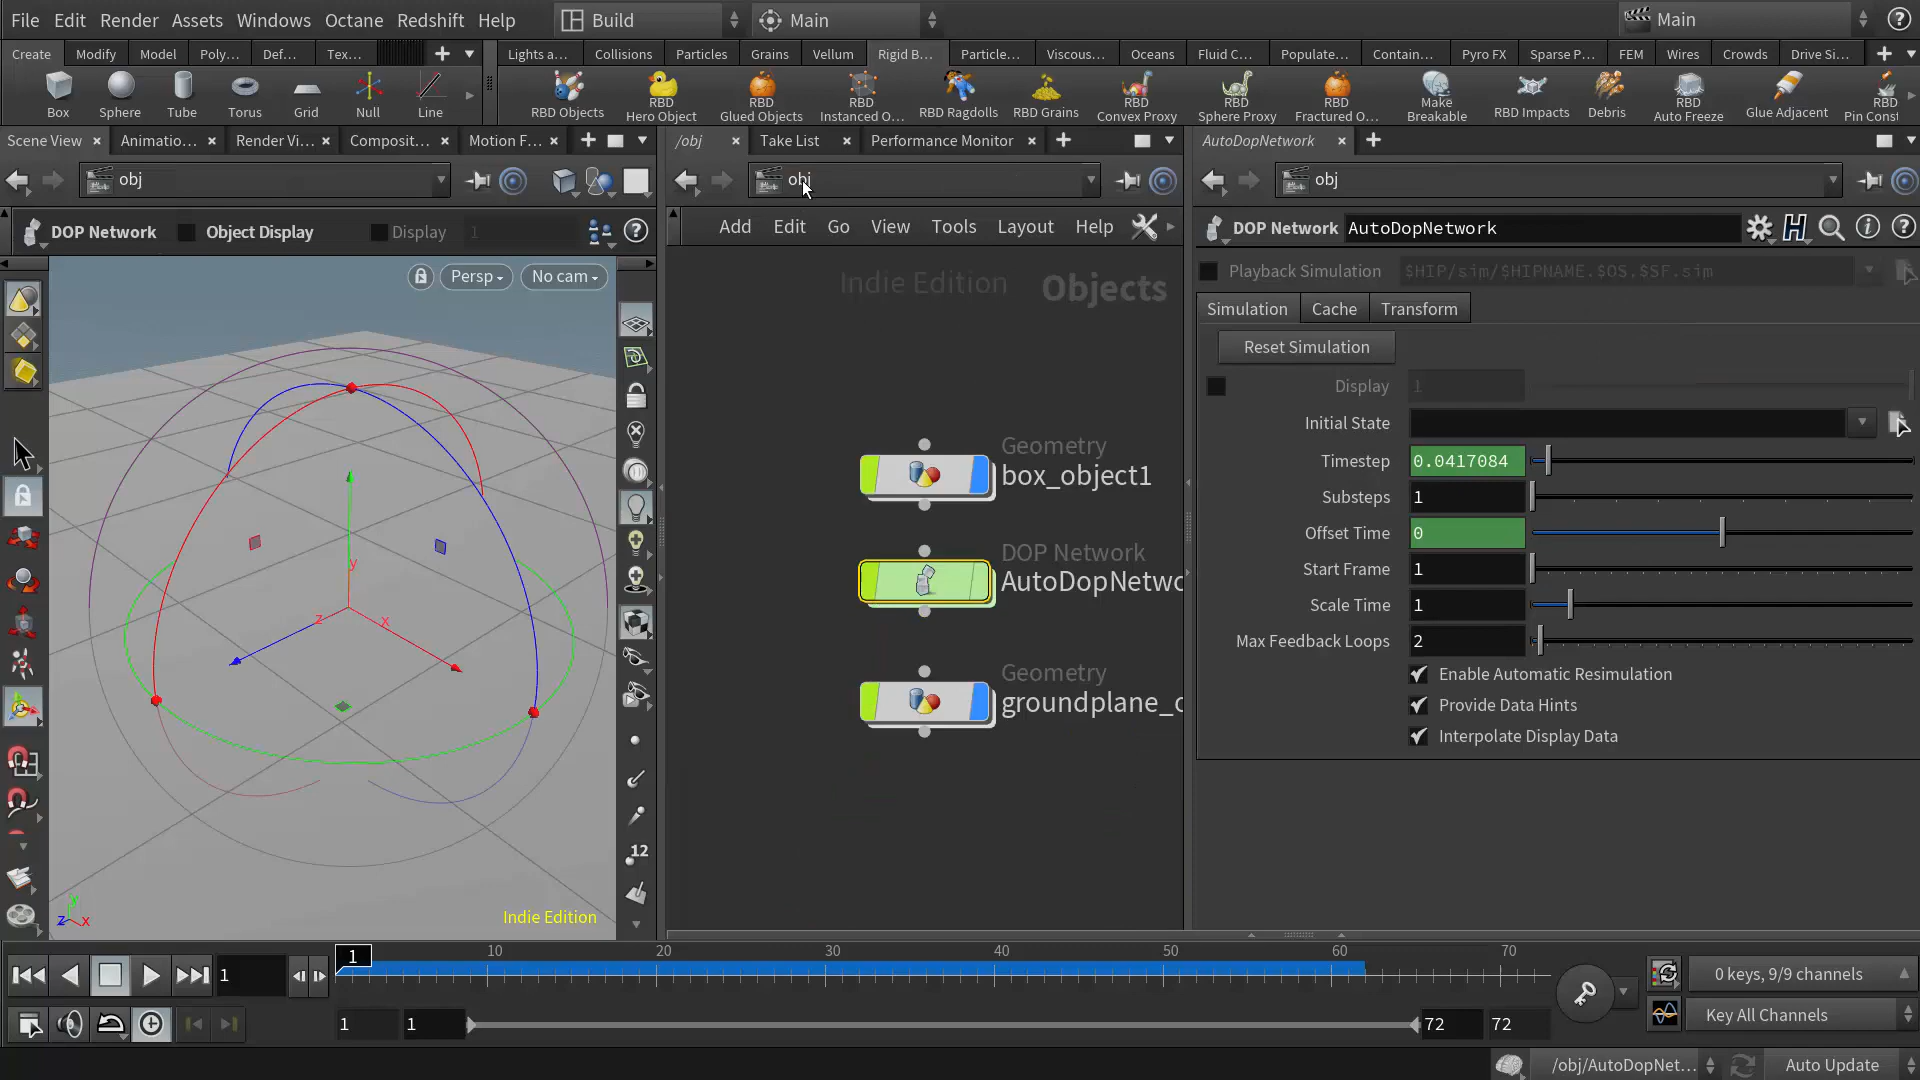 File Edit Render Assets Windows Octane Redshift Help Build Main Main
Create Modify Model Poly... Def... Tex... Lights a... Collisions Particles Grains Vellum Rigid B... Particle... Viscous... Oceans Fluid C... Populate... Contain... Pyro FX Sparse P... FEM Wires Crowds Drive Si...
Box Sphere Tube Torus Grid Null Line
RBD Objects
RBD Hero Object
RBD Glued Objects
RBD Instanced O...
RBD Ragdolls
RBD Grains
RBD Convex Proxy
RBD Sphere Proxy
RBD Fractured O...
Make Breakable
RBD Impacts
Debris
RBD Auto Freeze
Glue Adjacent
RBD Pin Const
Scene View Animatio... Render Vi... Composit... Motion F... /obj Take List Performance Monitor AutoDopNetwork
obj obj obj
DOP Network Object Display Display 1
Add Edit Go View Tools Layout Help
DOP Network AutoDopNetwork
Persp No cam
Indie Edition Objects
Playback Simulation $HIP/sim/$HIPNAME.$OS.$SF.sim
Simulation Cache Transform
Reset Simulation
Display 1
Initial State
Timestep 0.0417084
Substeps 1
Offset Time 0
Start Frame 1
Scale Time 1
Max Feedback Loops 2
Enable Automatic Resimulation
Provide Data Hints
Interpolate Display Data
Geometry
box_object1
DOP Network
AutoDopNetwo
Geometry
groundplane_o
y
z x
12
y
z x
Indie Edition
1 1 10 20 30 40 50 60 70
0 keys, 9/9 channels
1 1 72 72
Key All Channels
/obj/AutoDopNet... Auto Update